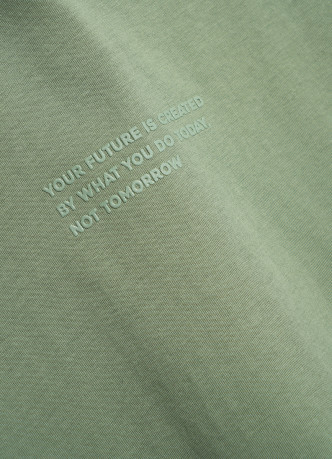 YOUR FUTURE IS CREATED
BY WHAT YOU DO TODAY,
NOT TOMORROW